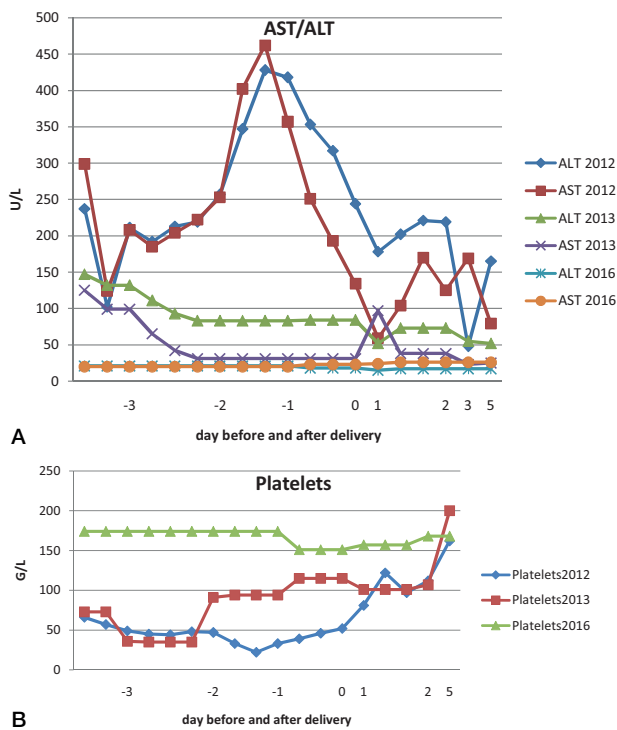 AST/ALT
500
450
400
350
300
250
200
150
100
50
0
U/L
-3 -2 -1 0 1 2 3 5
day before and after delivery
ALT 2012
AST 2012
ALT 2013
AST 2013
ALT 2016
AST 2016
A
Platelets
250
200
150
100
50
0
G/L
-3 -2 -1 0 1 2 5
day before and after delivery
Platelets2012
Platelets2013
Platelets2016
B